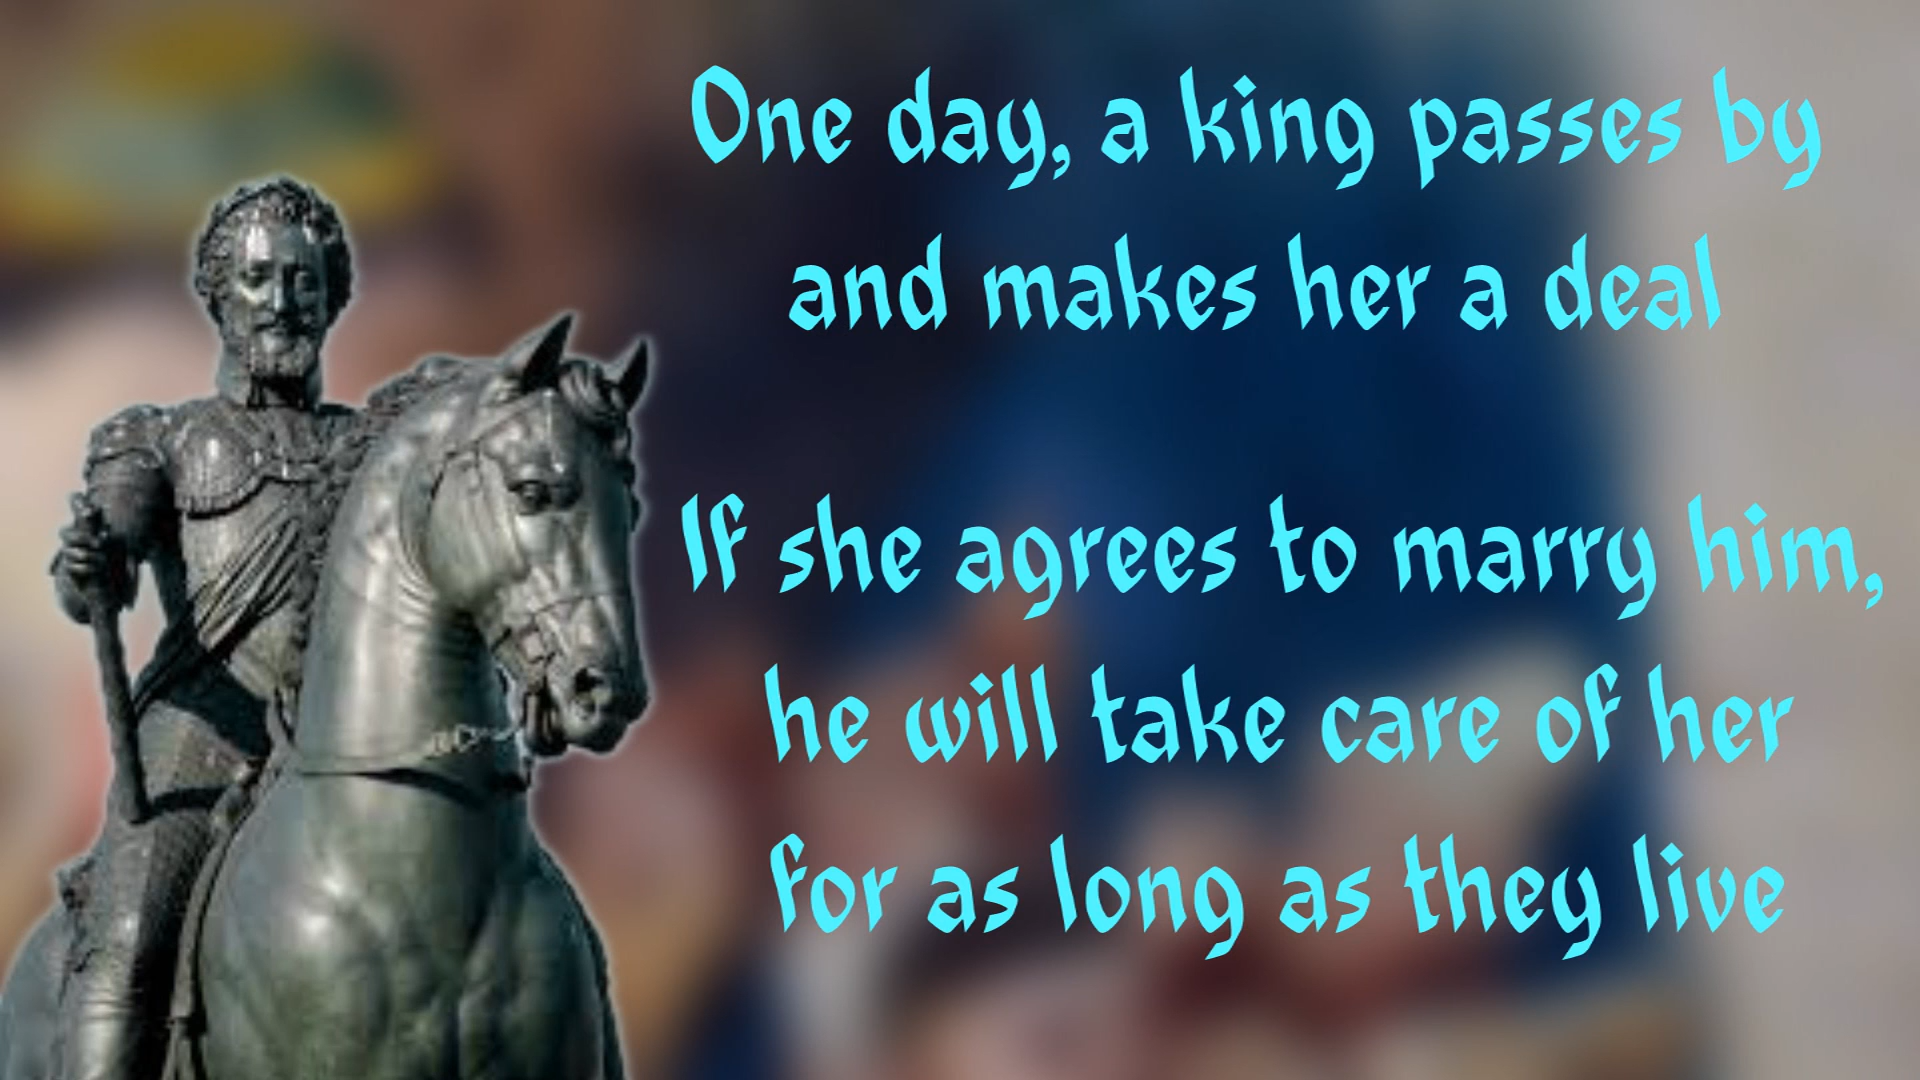 One day, a king passes by
and makes her a deal
If she agrees to marry him,
he will take care of her
for as long as they live